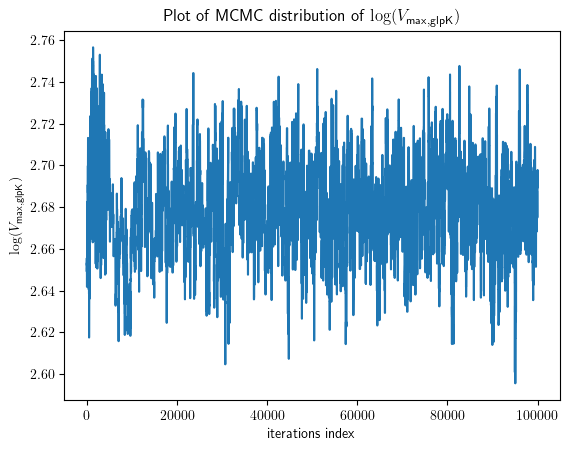 Plot of MCMC distribution of log(V_max,glpK)
2.76
2.74
2.72
2.70
2.68
2.66
2.64
2.62
2.60
log(V_max,glpK)
0 20000 40000 60000 80000 100000
iterations index